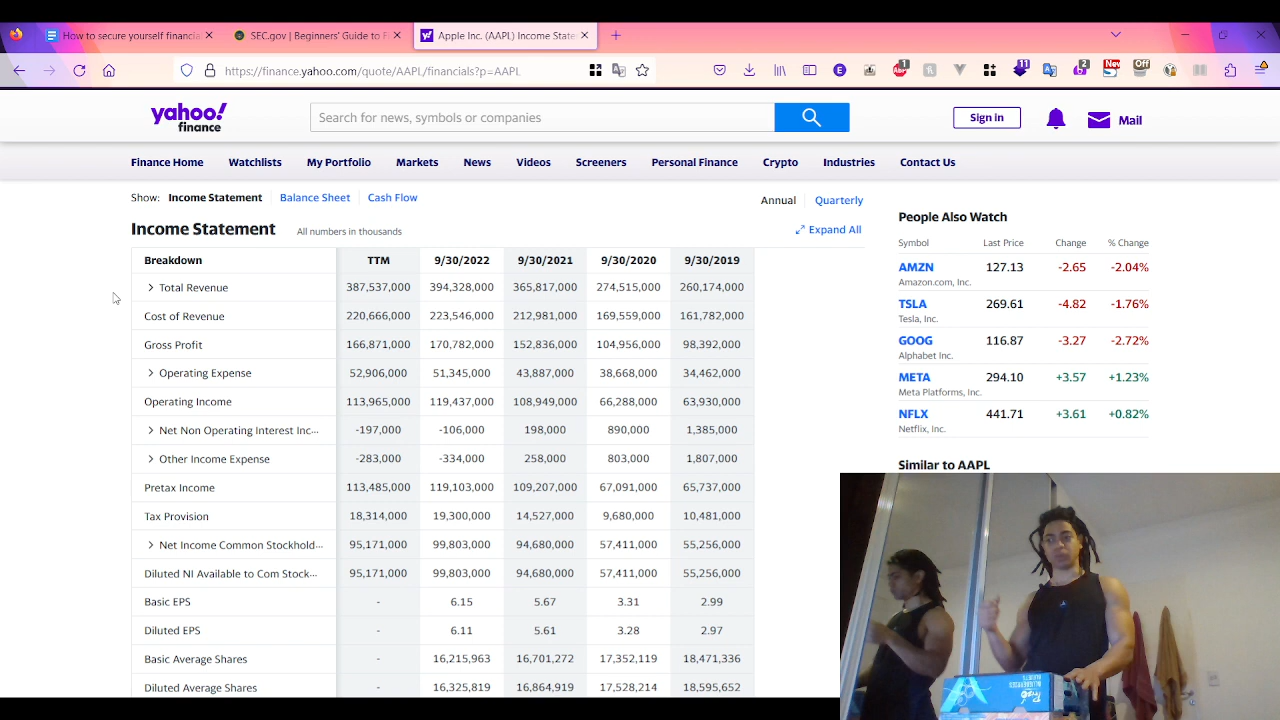 How to secure yourself financia
SEC.gov | Beginners' Guide to Fi
Apple Inc. (AAPL) Income State
https://finance.yahoo.com/quote/AAPL/financials?p=AAPL
1
11
2
New
Off
yahoo!
finance
Search for news, symbols or companies
Sign in
Mail
Finance Home Watchlists My Portfolio Markets News Videos Screeners Personal Finance Crypto Industries Contact Us
Show: Income Statement Balance Sheet Cash Flow
Annual Quarterly
Income Statement All numbers in thousands
Expand All
Breakdown TTM 9/30/2022 9/30/2021 9/30/2020 9/30/2019
Total Revenue 387,537,000 394,328,000 365,817,000 274,515,000 260,174,000
Cost of Revenue 220,666,000 223,546,000 212,981,000 169,559,000 161,782,000
Gross Profit 166,871,000 170,782,000 152,836,000 104,956,000 98,392,000
Operating Expense 52,906,000 51,345,000 43,887,000 38,668,000 34,462,000
Operating Income 113,965,000 119,437,000 108,949,000 66,288,000 63,930,000
Net Non Operating Interest Inc... -197,000 -106,000 198,000 890,000 1,385,000
Other Income Expense -283,000 -334,000 258,000 803,000 1,807,000
Pretax Income 113,485,000 119,103,000 109,207,000 67,091,000 65,737,000
Tax Provision 18,314,000 19,300,000 14,527,000 9,680,000 10,481,000
Net Income Common Stockhold... 95,171,000 99,803,000 94,680,000 57,411,000 55,256,000
Diluted NI Available to Com Stock... 95,171,000 99,803,000 94,680,000 57,411,000 55,256,000
Basic EPS - 6.15 5.67 3.31 2.99
Diluted EPS - 6.11 5.61 3.28 2.97
Basic Average Shares - 16,215,963 16,701,272 17,352,119 18,471,336
Diluted Average Shares - 16,325,819 16,864,919 17,528,214 18,595,652
People Also Watch
Symbol Last Price Change % Change
AMZN 127.13 -2.65 -2.04%
Amazon.com, Inc.
TSLA 269.61 -4.82 -1.76%
Tesla, Inc.
GOOG 116.87 -3.27 -2.72%
Alphabet Inc.
META 294.10 +3.57 +1.23%
Meta Platforms, Inc.
NFLX 441.71 +3.61 +0.82%
Netflix, Inc.
Similar to AAPL